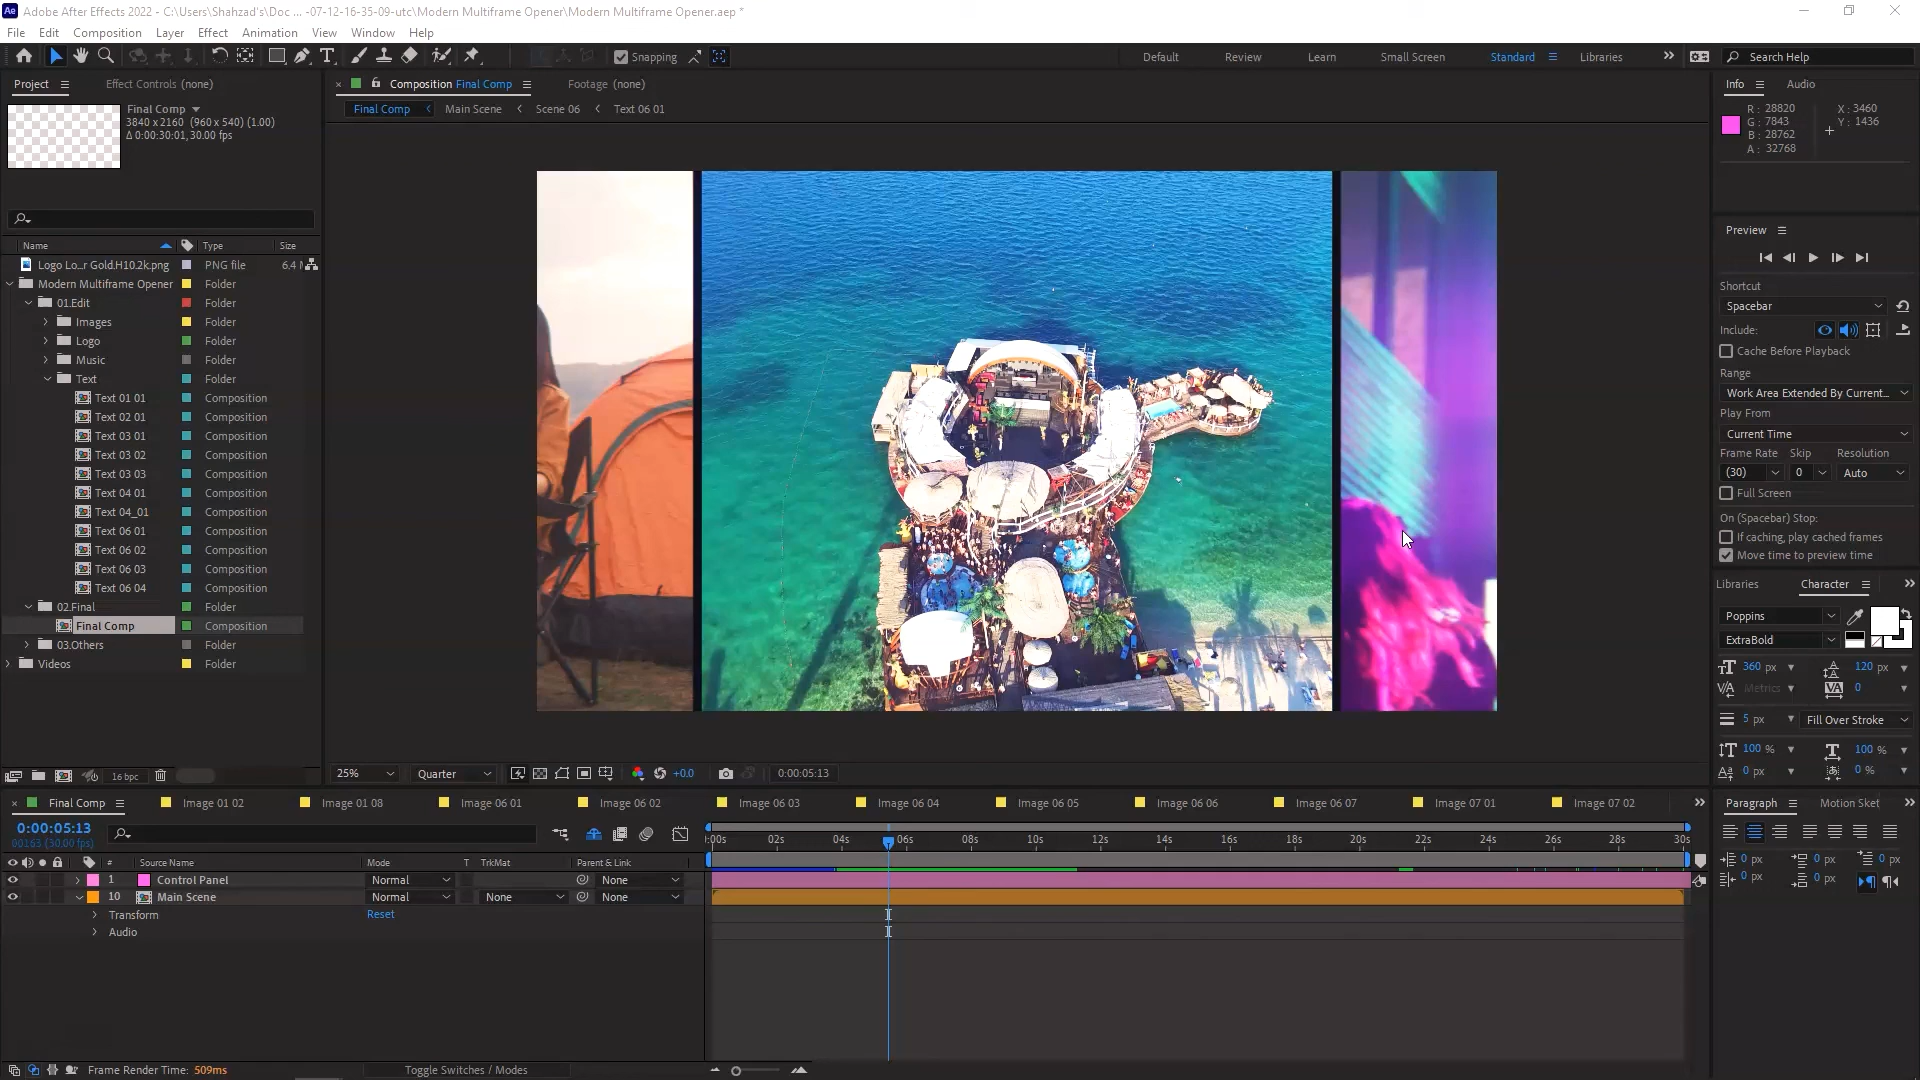 Ae Adobe After Effects 2022 - C:\Users\Shahzad's\Doc ... -07-12-16-35-09-utc\Modern Multiframe Opener\Modern Multiframe Opener.aep *
File Edit Composition Layer Effect Animation View Window Help
T Snapping Default Review Learn Small Screen Standard Libraries Search Help
Project Effect Controls (none) Composition Final Comp Footage (none) Info Audio
Final Comp Main Scene Scene 06 Text 06 01
Final Comp
3840 x 2160 (960 x 540) (1.00)
Δ 0:00:30:01, 30.00 fps
R: 28820 X: 3460
G: 7843 Y: 1436
B: 28762
A: 32768
Name Type Size
Logo Lo...r Gold.H10.2k.png PNG file 6.4
Modern Multiframe Opener Folder
01.Edit Folder
Images Folder
Logo Folder
Music Folder
Text Folder
Text 01 01 Composition
Text 02 01 Composition
Text 03 01 Composition
Text 03 02 Composition
Text 03 03 Composition
Text 04 01 Composition
Text 04_01 Composition
Text 06 01 Composition
Text 06 02 Composition
Text 06 03 Composition
Text 06 04 Composition
02.Final Folder
Final Comp Composition
03.Others Folder
Videos Folder
16 bpc
25% Quarter +0.0 0:00:05:13
Preview
Shortcut
Spacebar
Include:
Cache Before Playback
Range
Work Area Extended By Current...
Play From
Current Time
Frame Rate Skip Resolution
(30) 0 Auto
Full Screen
On (Spacebar) Stop:
If caching, play cached frames
Move time to preview time
Libraries Character
Poppins
ExtraBold
360 px 120 px
Metrics 0
5 px Fill Over Stroke
100 % 100 %
0 px 0 %
Final Comp Image 01 02 Image 01 08 Image 06 01 Image 06 02 Image 06 03 Image 06 04 Image 06 05 Image 06 06 Image 06 07 Image 07 01 Image 07 02
Paragraph Motion Sket
0:00:05:13
00163 (30.00 fps)
:00s 02s 04s 06s 08s 10s 12s 14s 16s 18s 20s 22s 24s 26s 28s 30s
# Source Name Mode T TrkMat Parent & Link
1 Control Panel Normal None
10 Main Scene Normal None None
Transform Reset
Audio
0 px 0 px 0 px
0 px 0 px
Frame Render Time: 509ms Toggle Switches / Modes